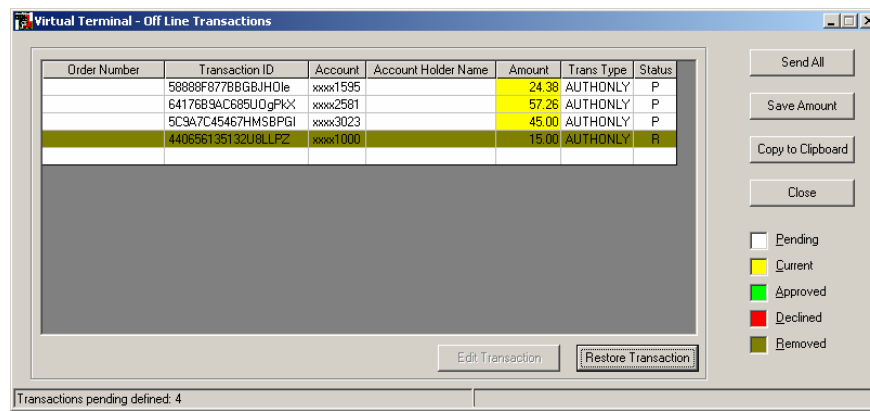 Virtual Terminal - Off Line Transactions
Order Number Transaction ID Account Account Holder Name Amount Trans Type Status
58888F877BBGBJHOle xxxx1595 24.38 AUTHONLY P
64176B9AC685UOgPkX xxxx2581 57.26 AUTHONLY P
5C9A7C45467HMSBPGI xxxx3023 45.00 AUTHONLY P
440656135132U8LLPZ xxxx1000 15.00 AUTHONLY R
Send All
Save Amount
Copy to Clipboard
Close
Pending
Current
Approved
Declined
Removed
Edit Transaction Restore Transaction
Transactions pending defined: 4